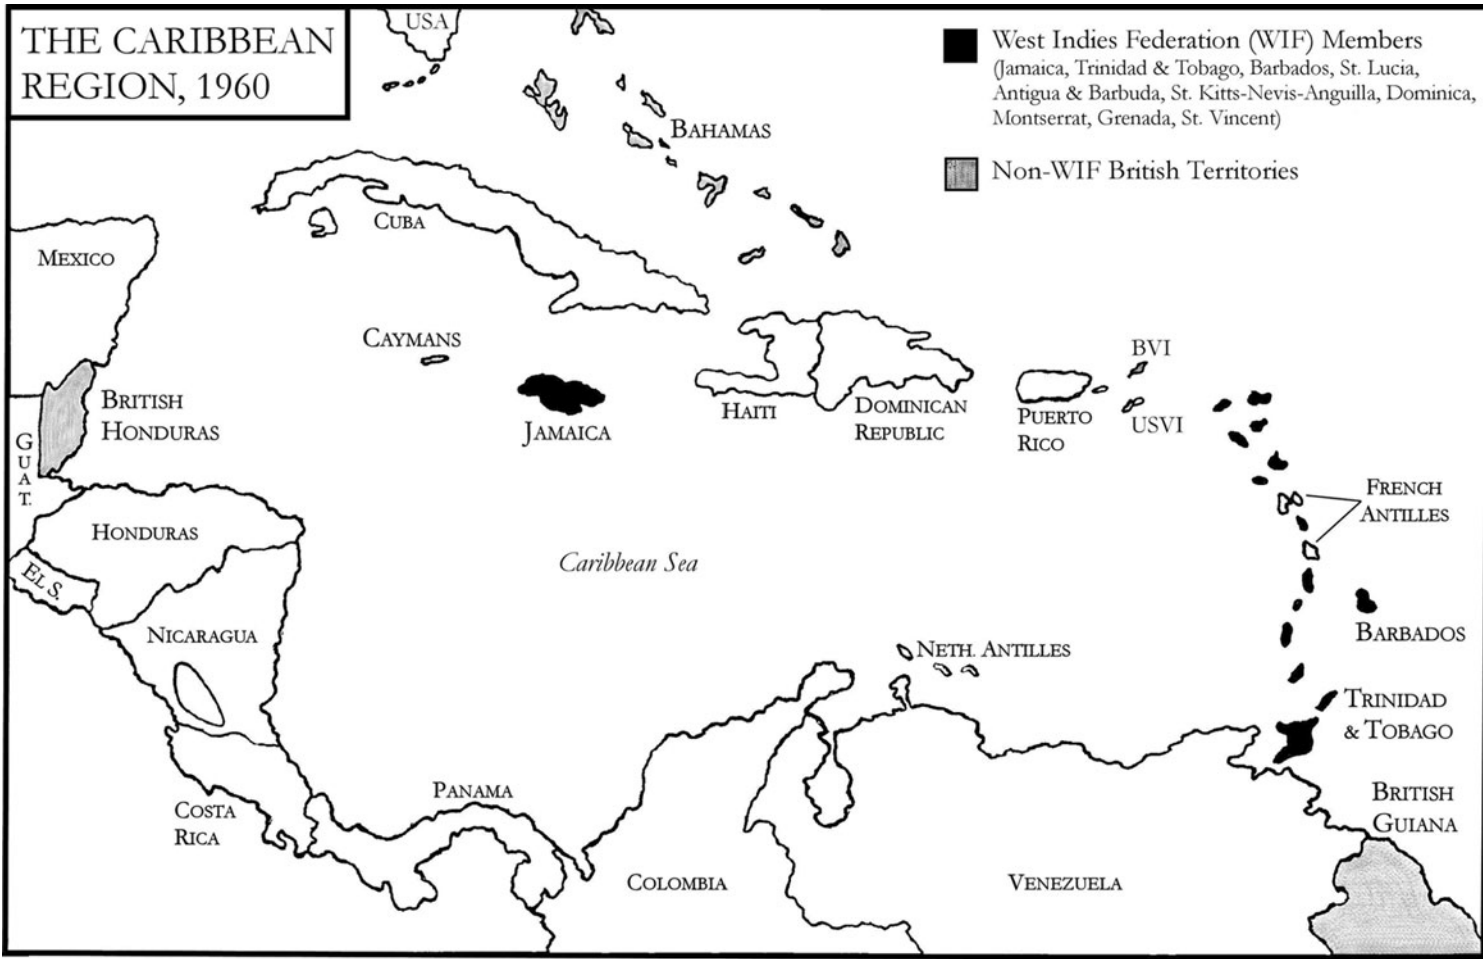 THE CARIBBEAN
REGION, 1960
USA
West Indies Federation (WIF) Members
(Jamaica, Trinidad & Tobago, Barbados, St. Lucia,
Antigua & Barbuda, St. Kitts-Nevis-Anguilla, Dominica,
Montserrat, Grenada, St. Vincent)
Non-WIF British Territories
BAHAMAS
CUBA
MEXICO
CAYMANS
BVI
BRITISH
HONDURAS
JAMAICA
HAITI
DOMINICAN
REPUBLIC
PUERTO
RICO
USVI
GUAT.
FRENCH
ANTILLES
HONDURAS
Caribbean Sea
EL S.
NICARAGUA
NETH. ANTILLES
BARBADOS
TRINIDAD
& TOBAGO
PANAMA
COSTA
RICA
BRITISH
GUIANA
COLOMBIA
VENEZUELA